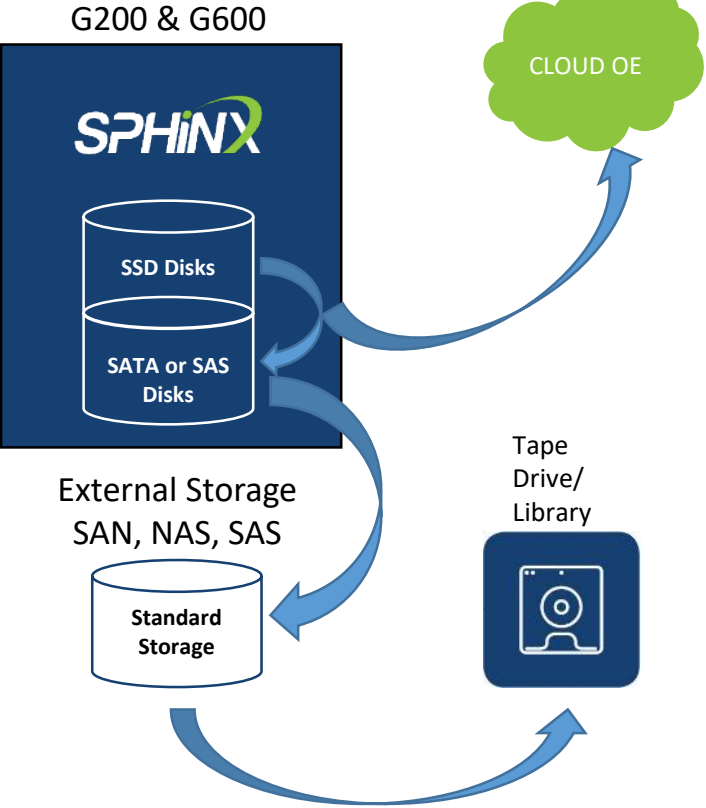 G200 & G600
CLOUD OE
SPHiNX
SSD Disks
SATA or SAS
Disks
External Storage
SAN, NAS, SAS
Standard
Storage
Tape
Drive/
Library